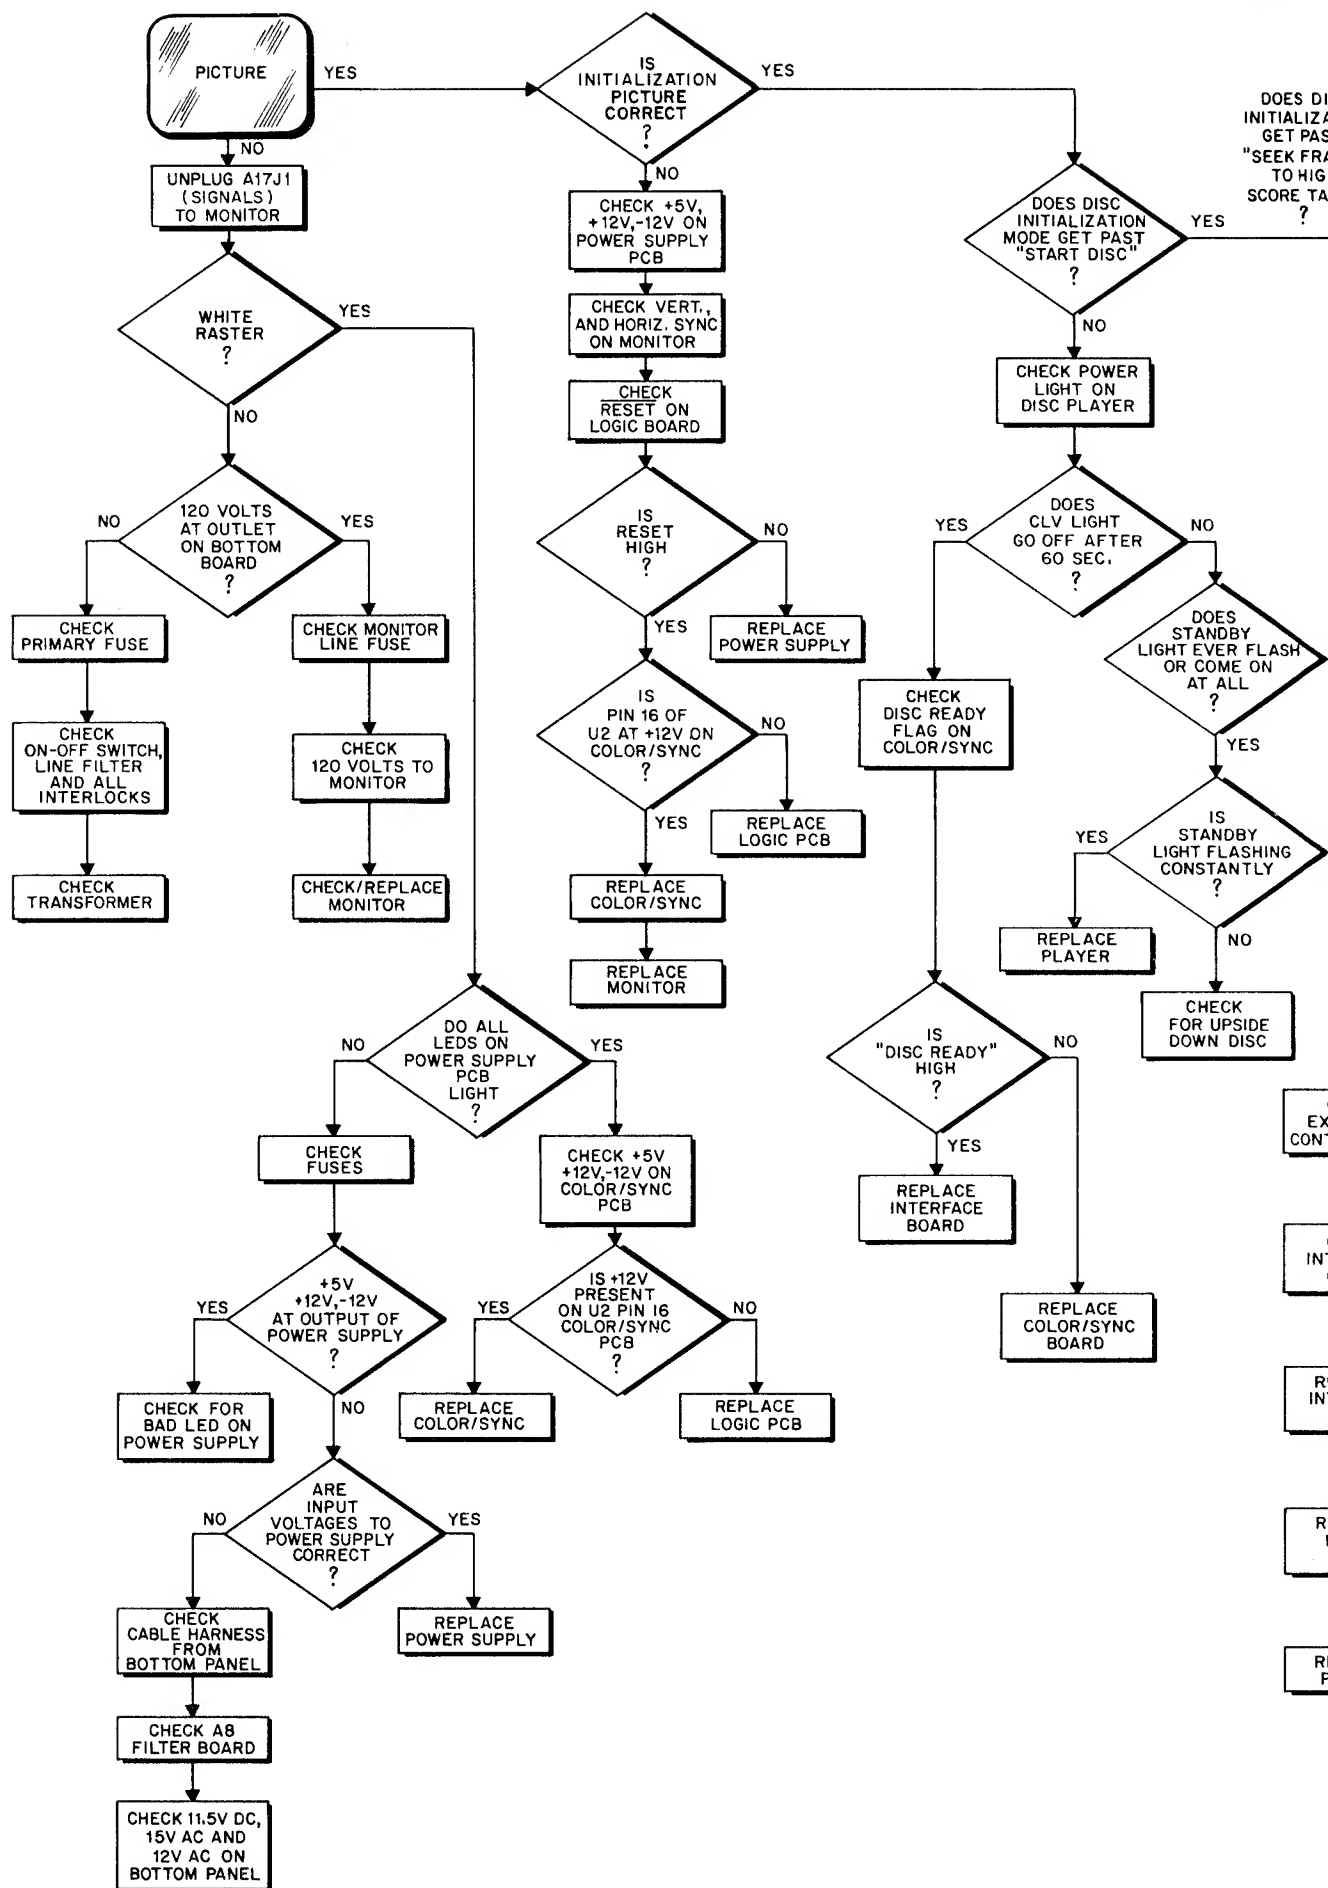 PICTURE
YES
NO
UNPLUG A17J1
(SIGNALS)
TO MONITOR
WHITE
RASTER
?
YES
NO
120 VOLTS
AT OUTLET
ON BOTTOM
BOARD
?
NO
YES
CHECK
PRIMARY FUSE
CHECK
ON-OFF SWITCH,
LINE FILTER
AND ALL
INTERLOCKS
CHECK
TRANSFORMER
CHECK MONITOR
LINE FUSE
CHECK
120 VOLTS TO
MONITOR
CHECK/REPLACE
MONITOR
DO ALL
LEDS ON
POWER SUPPLY
PCB
LIGHT
?
NO
YES
CHECK
FUSES
+5V
+12V,-12V
AT OUTPUT OF
POWER SUPPLY
?
YES
NO
CHECK FOR
BAD LED ON
POWER SUPPLY
ARE
INPUT
VOLTAGES TO
POWER SUPPLY
CORRECT
?
NO
YES
CHECK
CABLE HARNESS
FROM
BOTTOM PANEL
CHECK A8
FILTER BOARD
CHECK 11.5V DC,
15V AC AND
12V AC ON
BOTTOM PANEL
REPLACE
POWER SUPPLY
CHECK +5V
+12V,-12V ON
COLOR/SYNC
PCB
IS +12V
PRESENT
ON U2 PIN 16
COLOR/SYNC
PCB
?
YES
NO
REPLACE
COLOR/SYNC
REPLACE
LOGIC PCB
IS
INITIALIZATION
PICTURE
CORRECT
?
YES
NO
CHECK +5V,
+12V,-12V ON
POWER SUPPLY
PCB
CHECK VERT.,
AND HORIZ. SYNC
ON MONITOR
CHECK
RESET ON
LOGIC BOARD
IS
RESET
HIGH
?
NO
YES
REPLACE
POWER SUPPLY
IS
PIN 16 OF
U2 AT +12V ON
COLOR/SYNC
?
NO
YES
REPLACE
LOGIC PCB
REPLACE
COLOR/SYNC
REPLACE
MONITOR
DOES DISC
INITIALIZATION
MODE GET PAST
"START DISC"
?
YES
NO
CHECK POWER
LIGHT ON
DISC PLAYER
DOES
CLV LIGHT
GO OFF AFTER
60 SEC.
?
YES
NO
CHECK
DISC READY
FLAG ON
COLOR/SYNC
IS
"DISC READY"
HIGH
?
NO
YES
REPLACE
INTERFACE
BOARD
REPLACE
COLOR/SYNC
BOARD
DOES
STANDBY
LIGHT EVER FLASH
OR COME ON
AT ALL
?
YES
IS
STANDBY
LIGHT FLASHING
CONSTANTLY
?
YES
NO
REPLACE
PLAYER
CHECK
FOR UPSIDE
DOWN DISC
DOES
GET
TO
SCORE
?